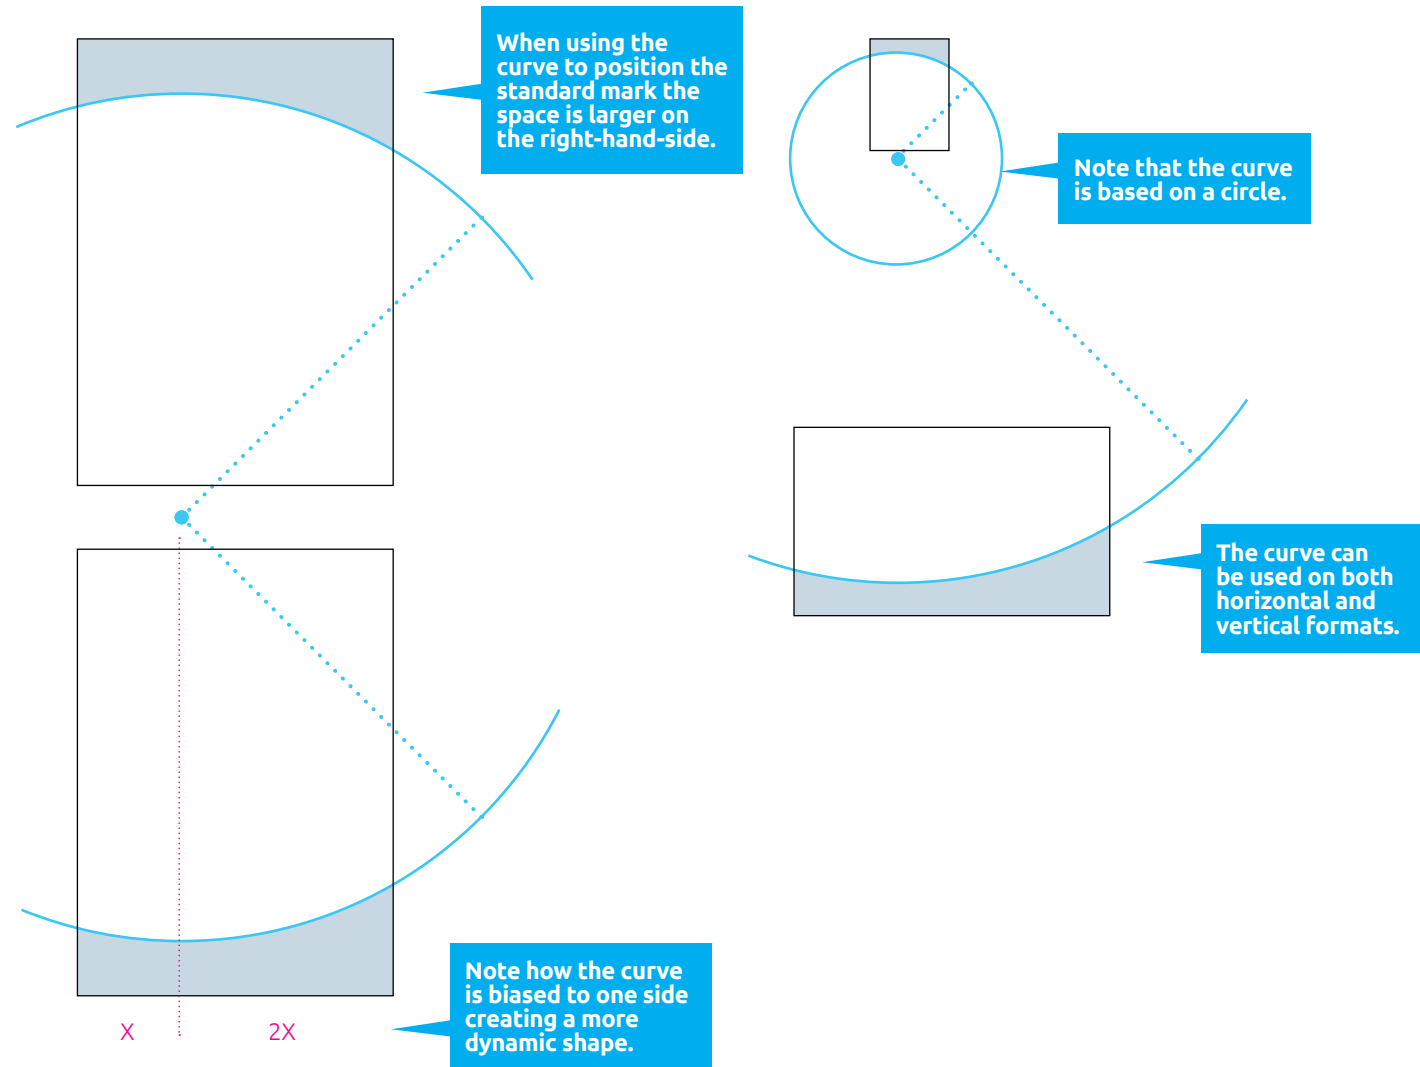 When using the
curve to position the
standard mark the
space is larger on
the right-hand-side.
Note that the curve
is based on a circle.
The curve can
be used on both
horizontal and
vertical formats.
Note how the curve
is biased to one side
creating a more
dynamic shape.
X
2X